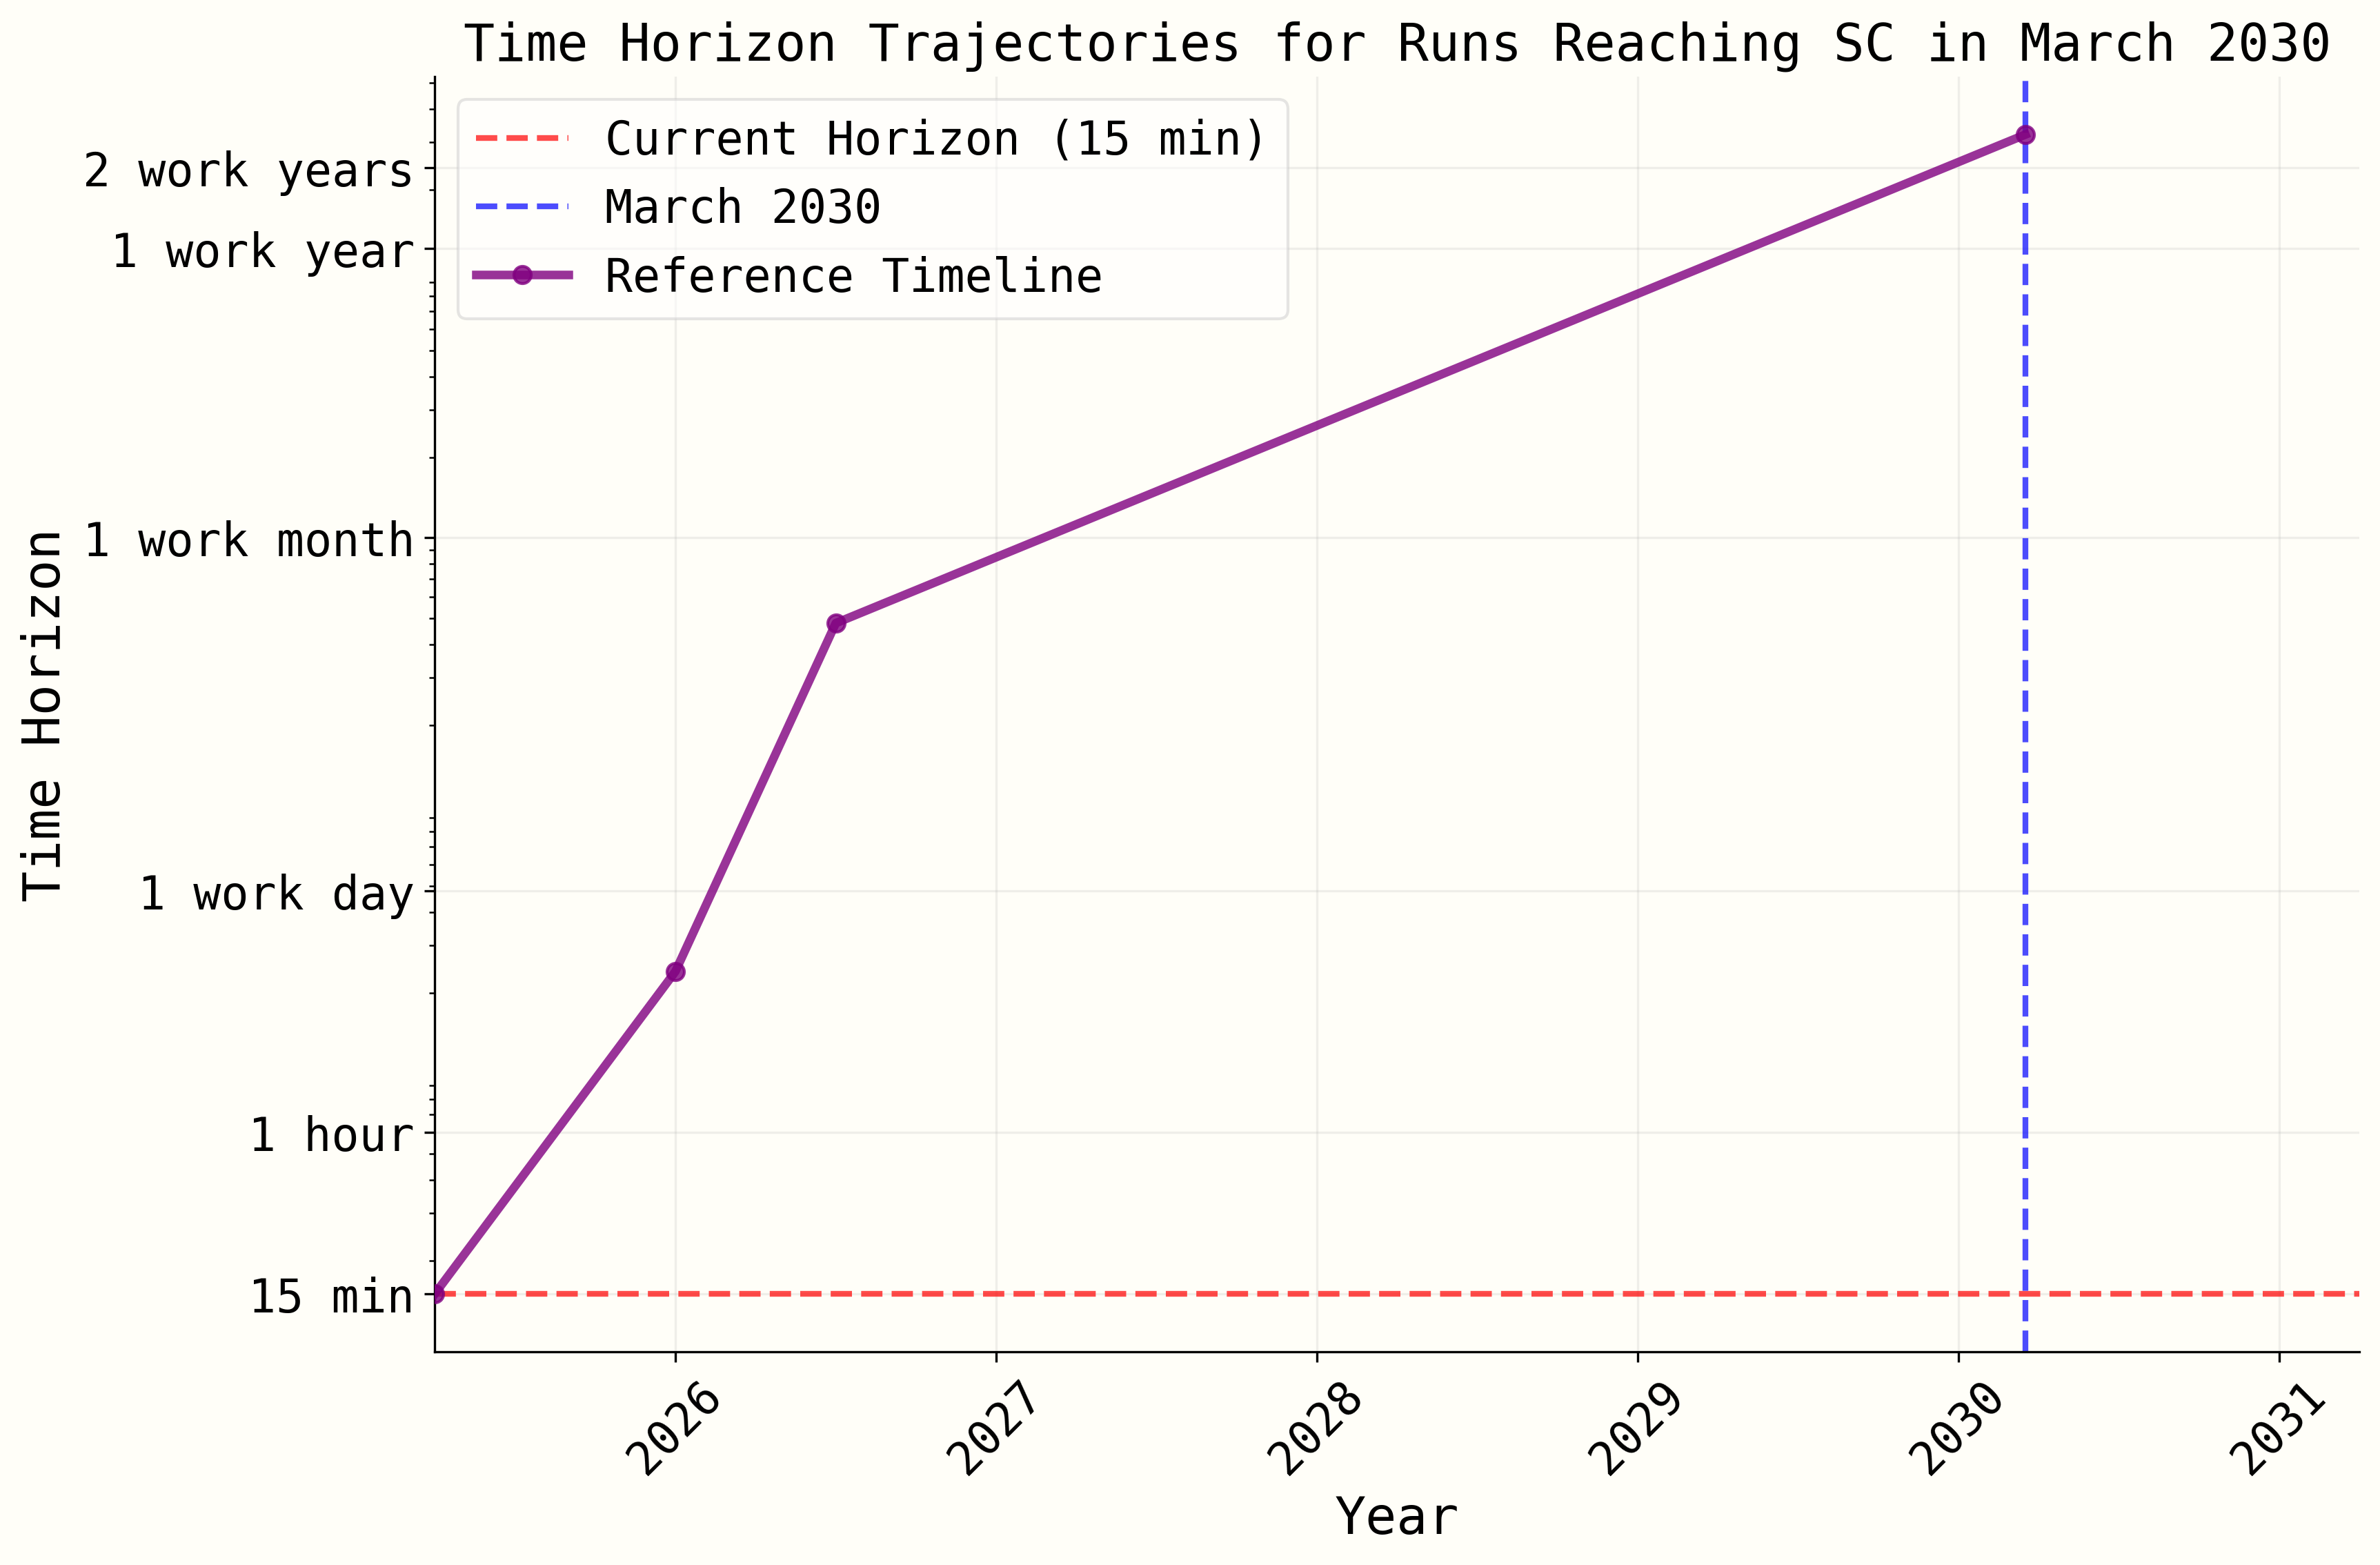 Time Horizon Trajectories for Runs Reaching SC in March 2030
Current Horizon (15 min)
March 2030
Reference Timeline
2 work years
1 work year
1 work month
1 work day
1 hour
15 min
Time Horizon
2026
2027
2028
2029
2030
2031
Year